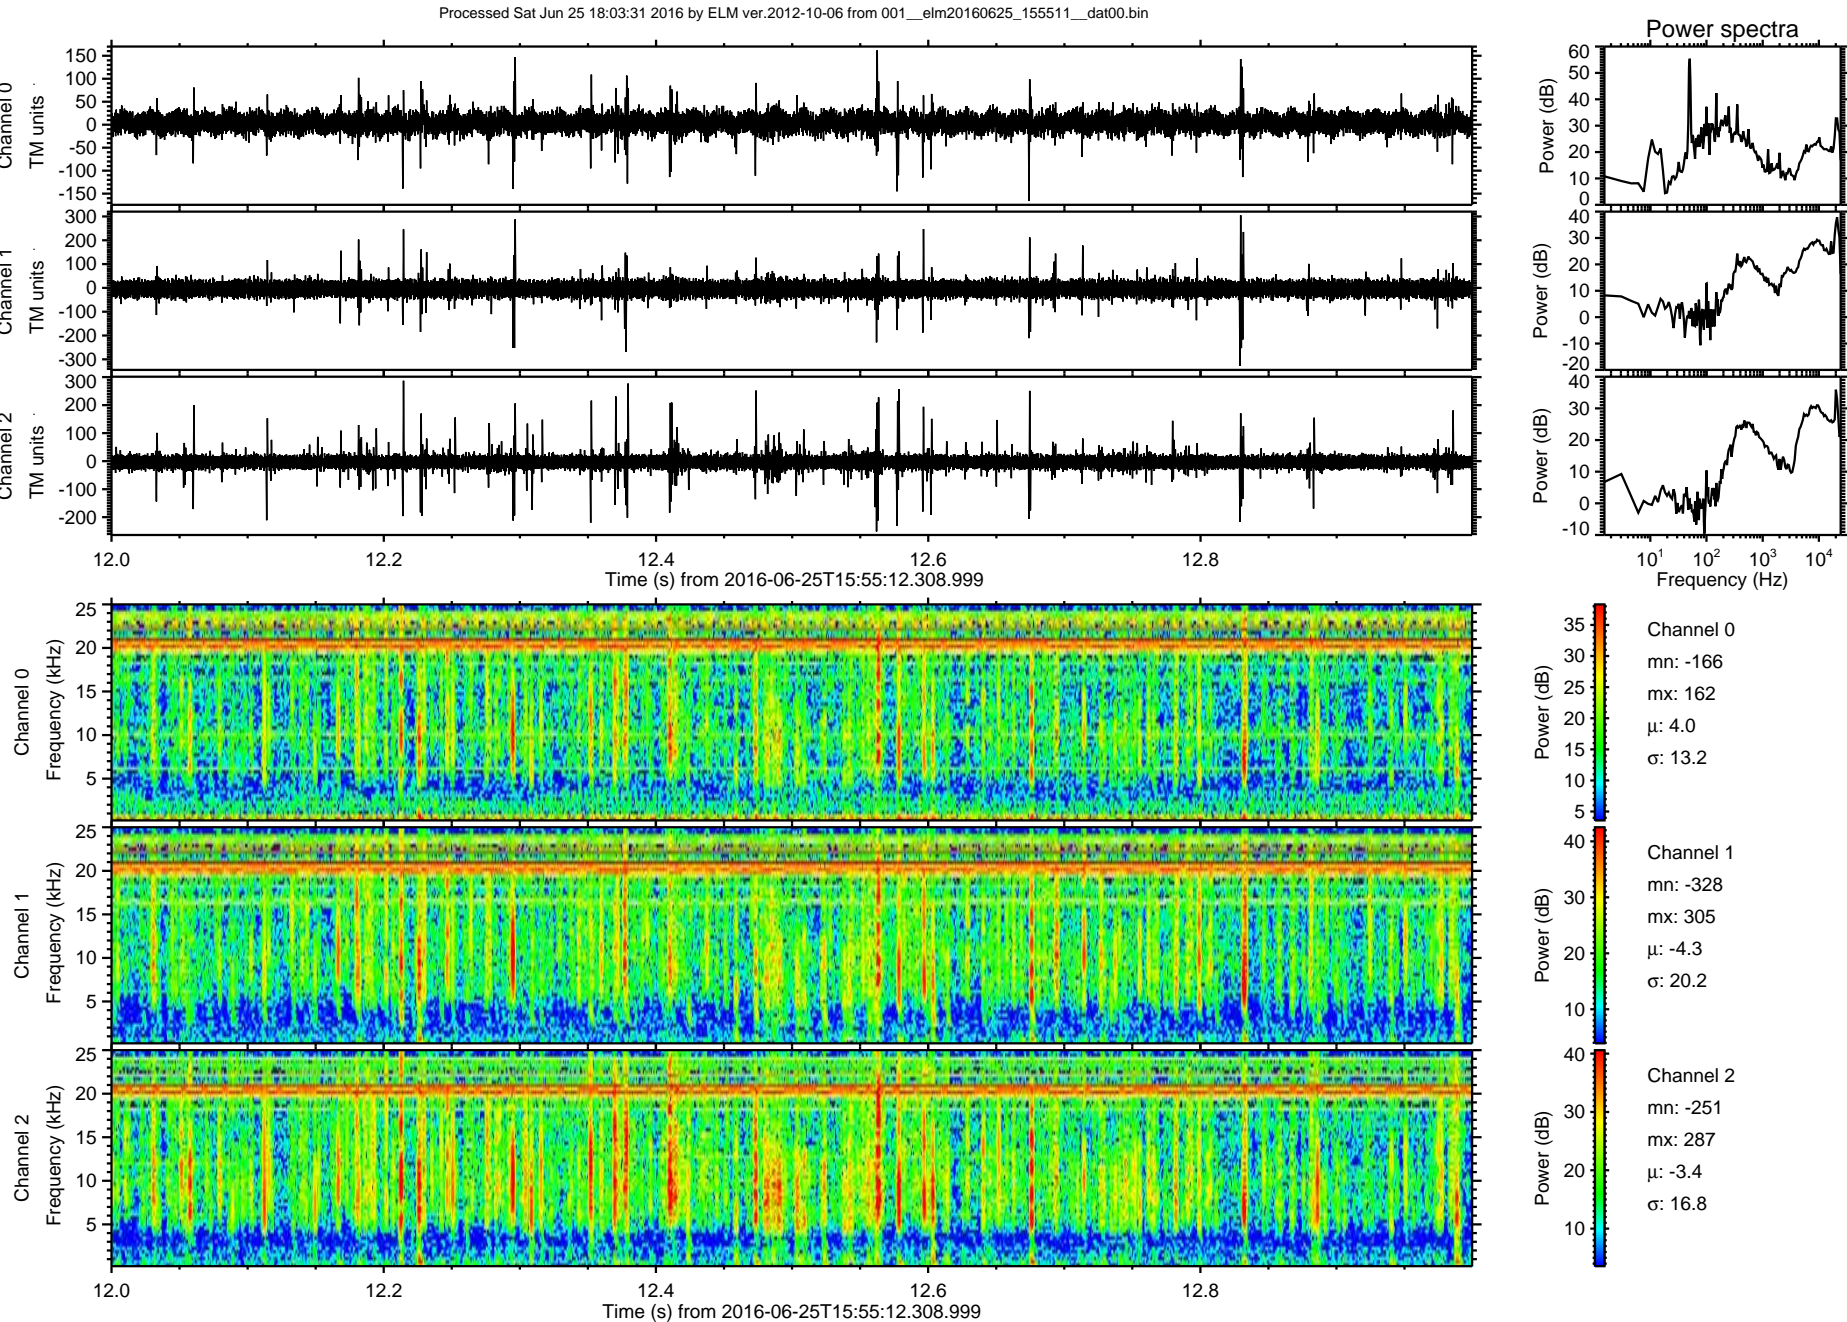 Processed Sat Jun 25 18:03:31 2016 by ELM ver.2012-10-06 from 001__elm20160625_155511__dat00.bin
Power spectra
Channel 0
TM units
150
100
50
0
-50
-100
-150
Power (dB)
60
50
40
30
20
10
0
Channel 1
TM units
300
200
100
0
-100
-200
-300
Power (dB)
40
30
20
10
0
-10
-20
Channel 2
TM units
300
200
100
0
-100
-200
Power (dB)
40
30
20
10
0
-10
12.0 12.2 12.4 12.6 12.8
Time (s) from 2016-06-25T15:55:12.308.999
10¹ 10² 10³ 10⁴
Frequency (Hz)
Channel 0
Frequency (kHz)
25
20
15
10
5
Power (dB)
35
30
25
20
15
10
5
Channel 0
mn: -166
mx: 162
μ: 4.0
σ: 13.2
Channel 1
Frequency (kHz)
25
20
15
10
5
Power (dB)
40
30
20
10
Channel 1
mn: -328
mx: 305
μ: -4.3
σ: 20.2
Channel 2
Frequency (kHz)
25
20
15
10
5
Power (dB)
40
30
20
10
Channel 2
mn: -251
mx: 287
μ: -3.4
σ: 16.8
12.0 12.2 12.4 12.6 12.8
Time (s) from 2016-06-25T15:55:12.308.999